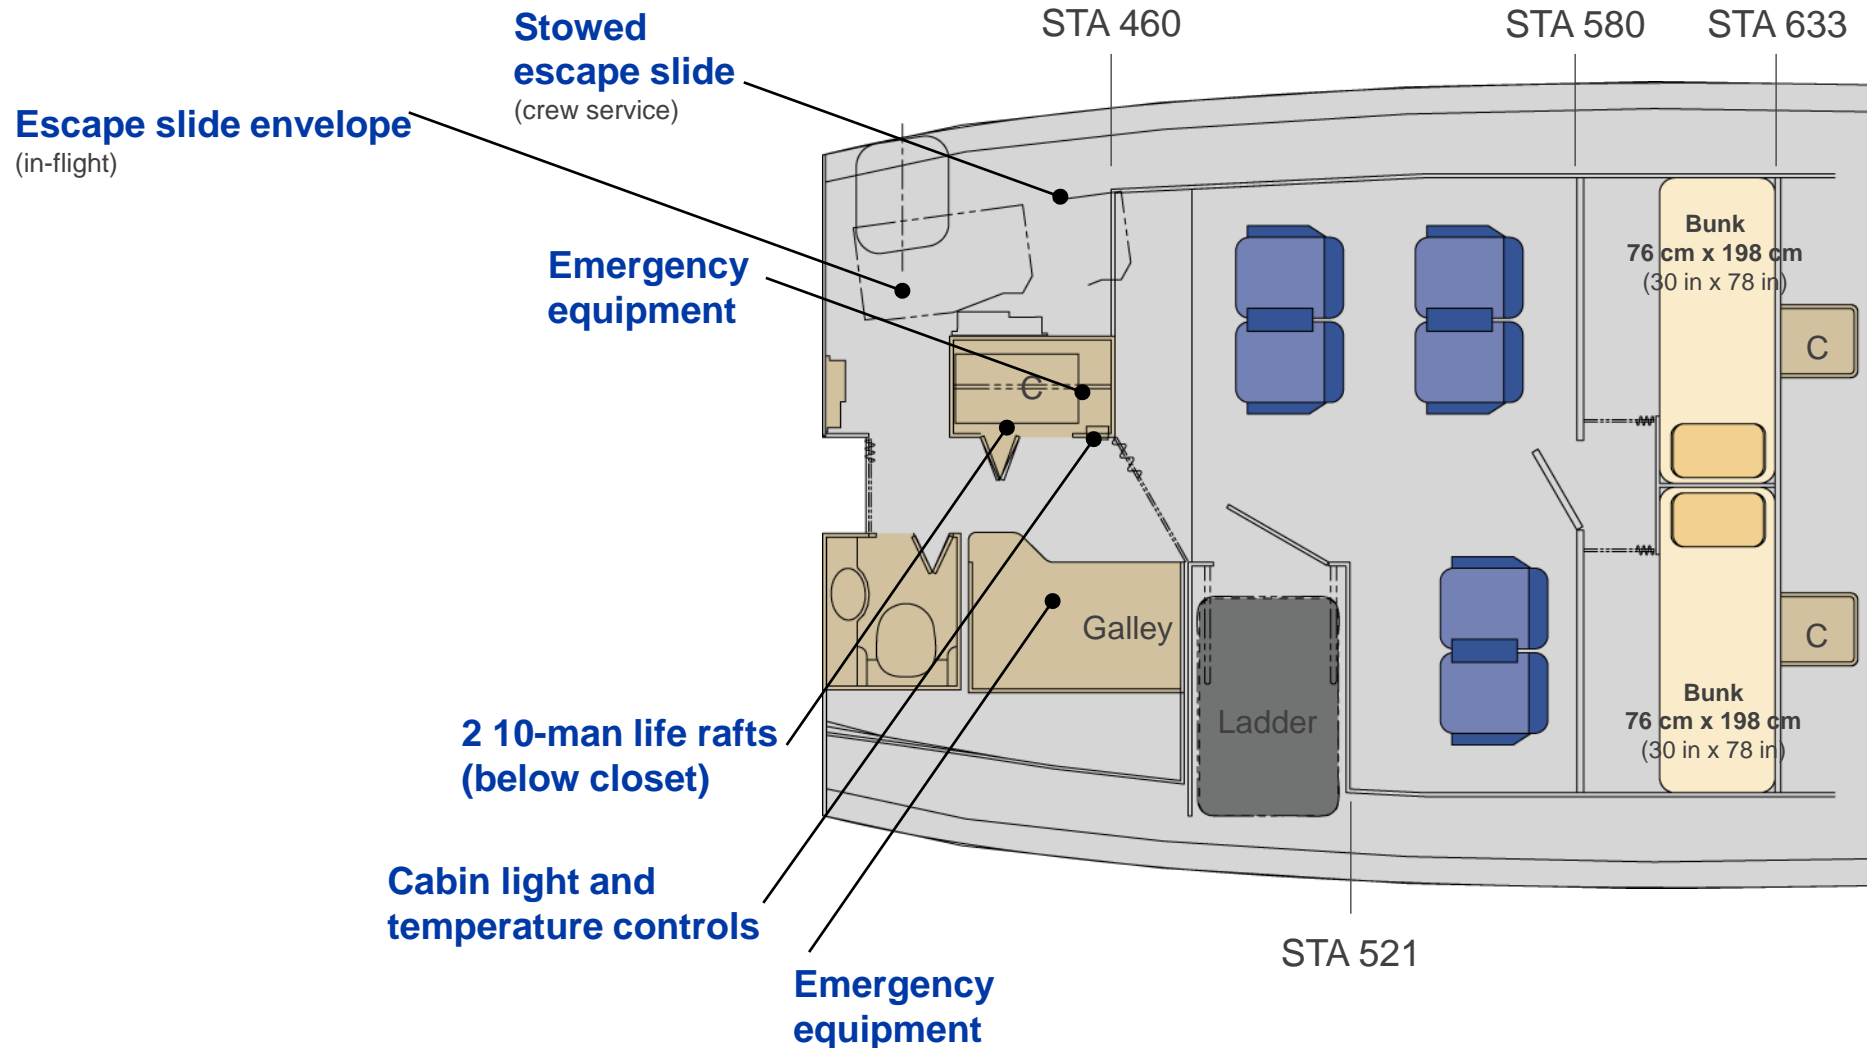 Stowed
escape slide
(crew service)
STA 460
STA 580
STA 633
Escape slide envelope
(in-flight)
Emergency
equipment
Bunk
76 cm x 198 cm
(30 in x 78 in)
C
C
Galley
C
Ladder
Bunk
76 cm x 198 cm
(30 in x 78 in)
2 10-man life rafts
(below closet)
Cabin light and
temperature controls
STA 521
Emergency
equipment